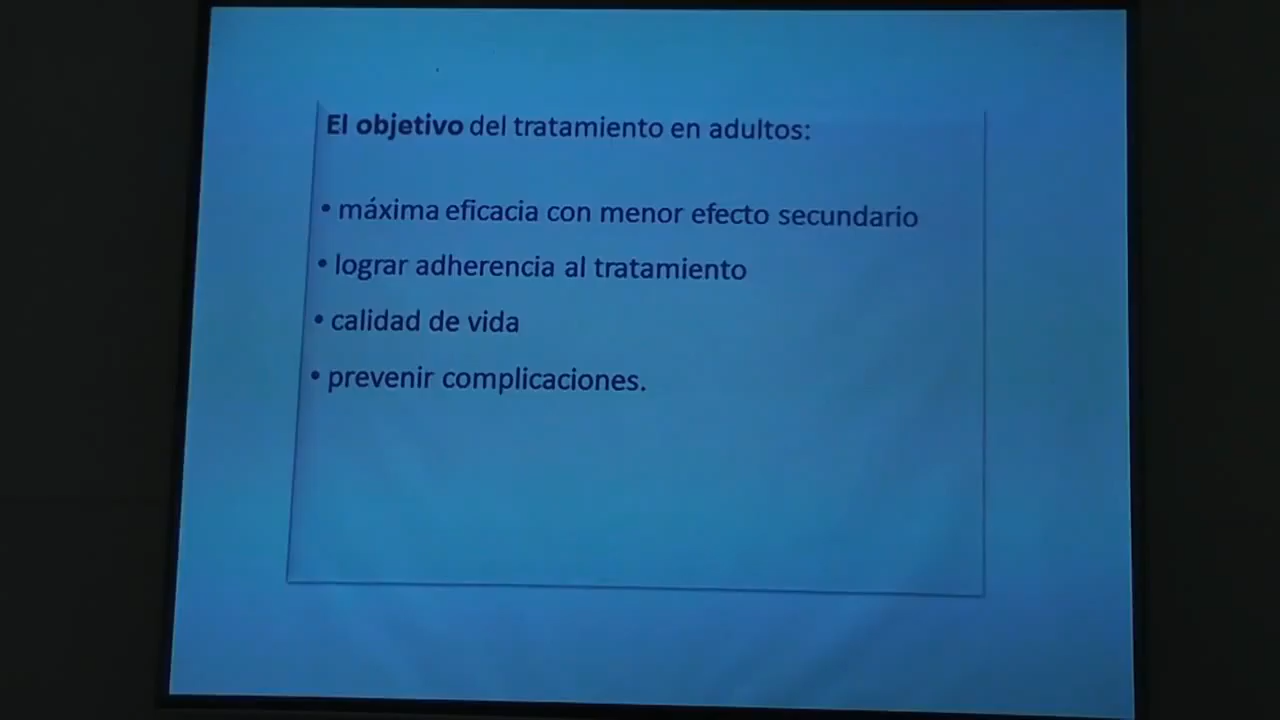 El objetivo del tratamiento en adultos:
• máxima eficacia con menor efecto secundario
• lograr adherencia al tratamiento
• calidad de vida
• prevenir complicaciones.